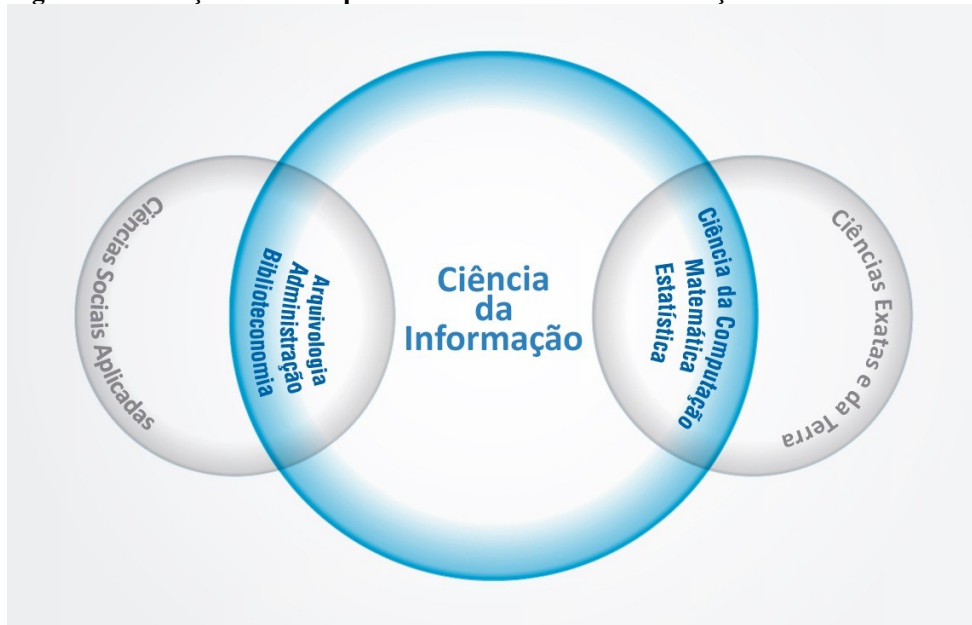 Ciências Sociais Aplicadas
Arquivologia
Administração
Biblioteconomia
Ciência
da
Informação
Ciência da Computação
Matemática
Estatística
Ciências Exatas e da Terra